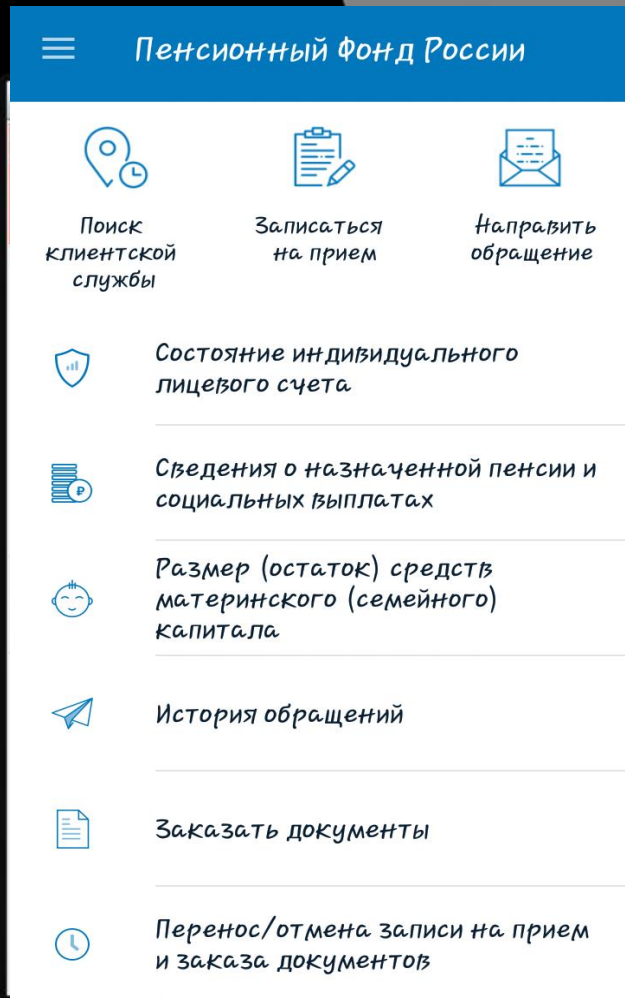 Пенсионный Фонд России
Поиск
клиентской
службы
Записаться
на прием
Направить
обращение
Состояние индивидуального
лицевого счета
Сведения о назначенной пенсии и
социальных выплатах
Размер (остаток) средств
материнского (семейного)
капитала
История обращений
Заказать документы
Перенос/отмена записи на прием
и заказа документов